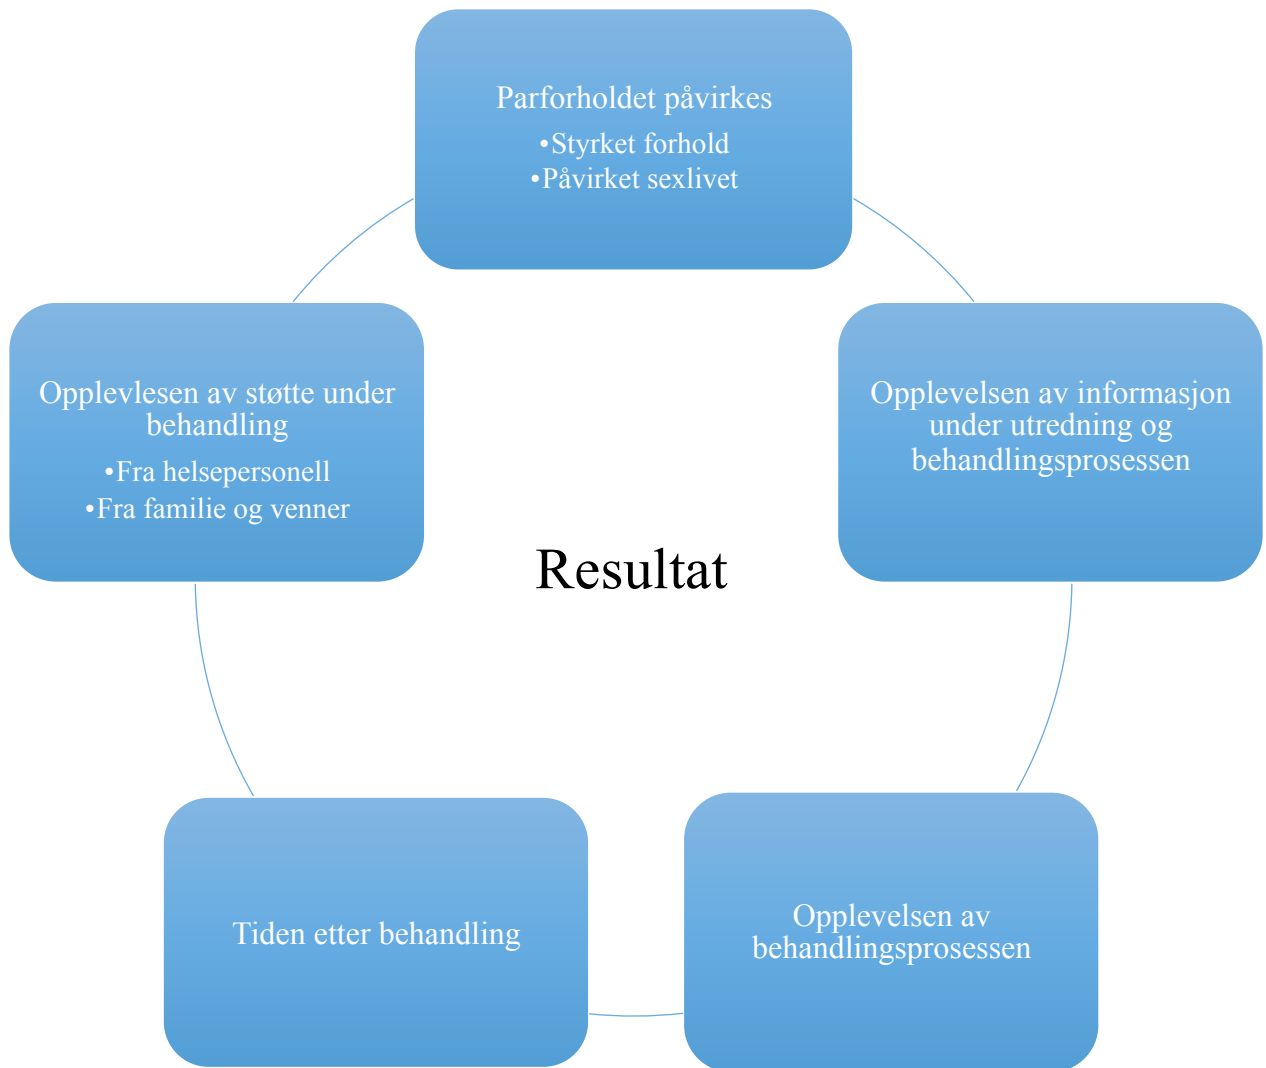 Parforholdet påvirkes
•Styrket forhold
•Påvirket sexlivet
Opplevlesen av støtte under
behandling
•Fra helsepersonell
•Fra familie og venner
Opplevelsen av informasjon
under utredning og
behandlingsprosessen
Resultat
Tiden etter behandling
Opplevelsen av
behandlingsprosessen